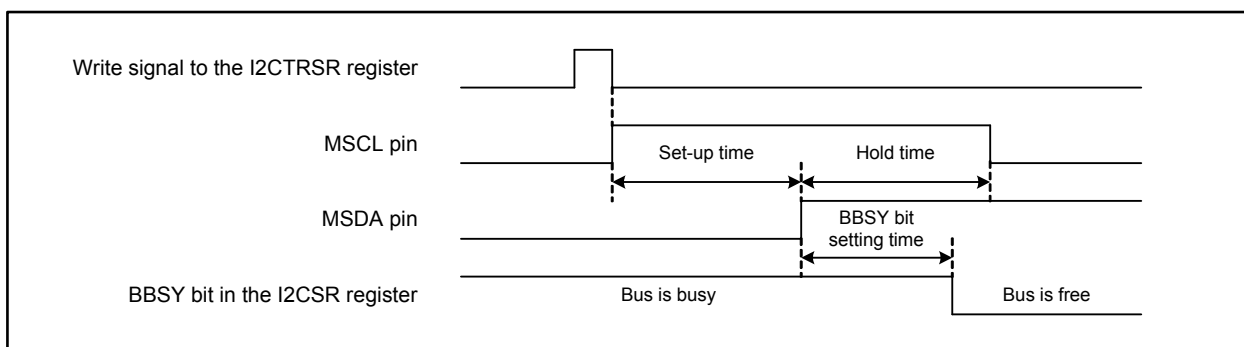 Write signal to the I2CTRSR register
MSCL pin
Set-up time
Hold time
MSDA pin
BBSY bit
setting time
BBSY bit in the I2CSR register
Bus is busy
Bus is free